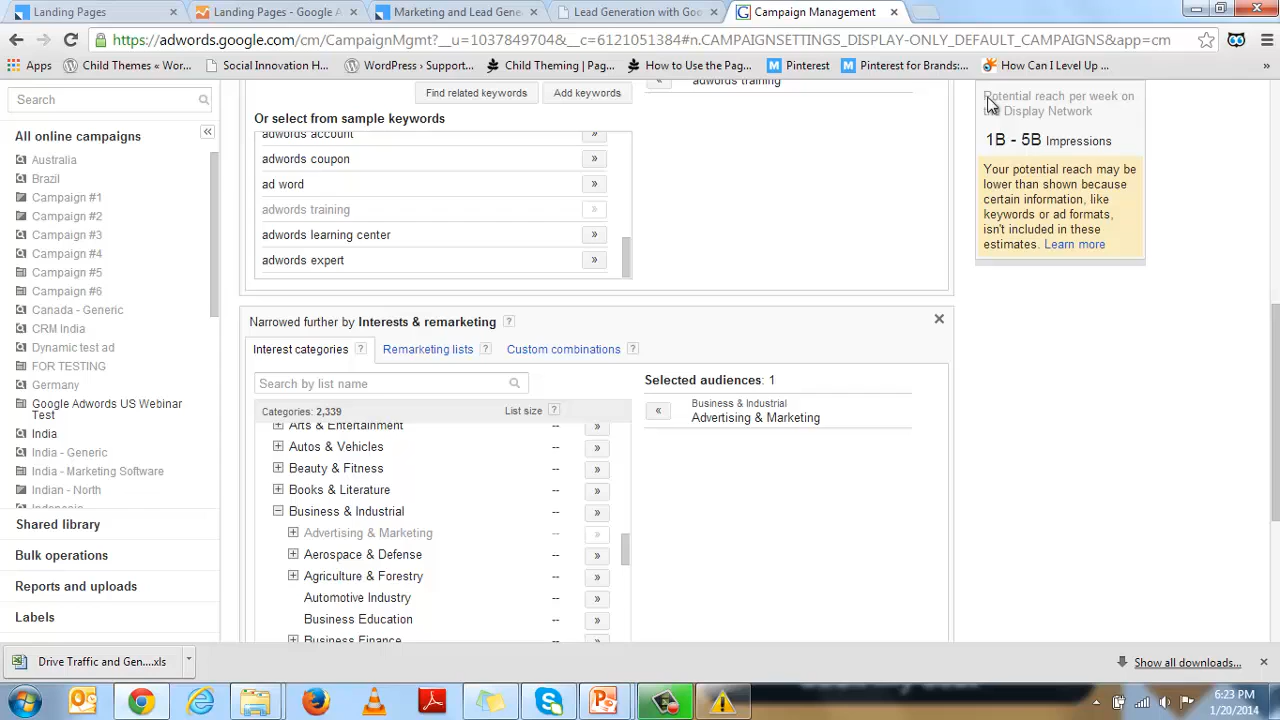 Landing Pages
Landing Pages - Google A
Marketing and Lead Gene
Lead Generation with Goo
Campaign Management
https://adwords.google.com/cm/CampaignMgmt?__u=1037849704&__c=6121051384#n.CAMPAIGNSETTINGS_DISPLAY-ONLY_DEFAULT_CAMPAIGNS&app=cm
Apps
Child Themes « Wor...
Social Innovation H...
WordPress › Support...
Child Theming | Pag...
How to Use the Pag...
Pinterest
Pinterest for Brands:...
How Can I Level Up ...
Search
All online campaigns
Australia
Brazil
Campaign #1
Campaign #2
Campaign #3
Campaign #4
Campaign #5
Campaign #6
Canada - Generic
CRM India
Dynamic test ad
FOR TESTING
Germany
Google Adwords US Webinar
Test
India
India - Generic
India - Marketing Software
Indian - North
Indonesia
Shared library
Bulk operations
Reports and uploads
Labels
Find related keywords
Add keywords
adwords training
Or select from sample keywords
adwords account
adwords coupon
ad word
adwords training
adwords learning center
adwords expert
Narrowed further by Interests & remarketing ?
Interest categories ?
Remarketing lists ?
Custom combinations ?
Search by list name
Selected audiences: 1
Categories: 2,339
List size ?
Business & Industrial
Advertising & Marketing
Arts & Entertainment --
Autos & Vehicles --
Beauty & Fitness --
Books & Literature --
Business & Industrial --
Advertising & Marketing --
Aerospace & Defense --
Agriculture & Forestry --
Automotive Industry --
Business Education --
Business Finance --
Potential reach per week on
the Display Network
1B - 5B Impressions
Your potential reach may be
lower than shown because
certain information, like
keywords or ad formats,
isn't included in these
estimates. Learn more
Drive Traffic and Gen....xls
Show all downloads...
6:23 PM
1/20/2014